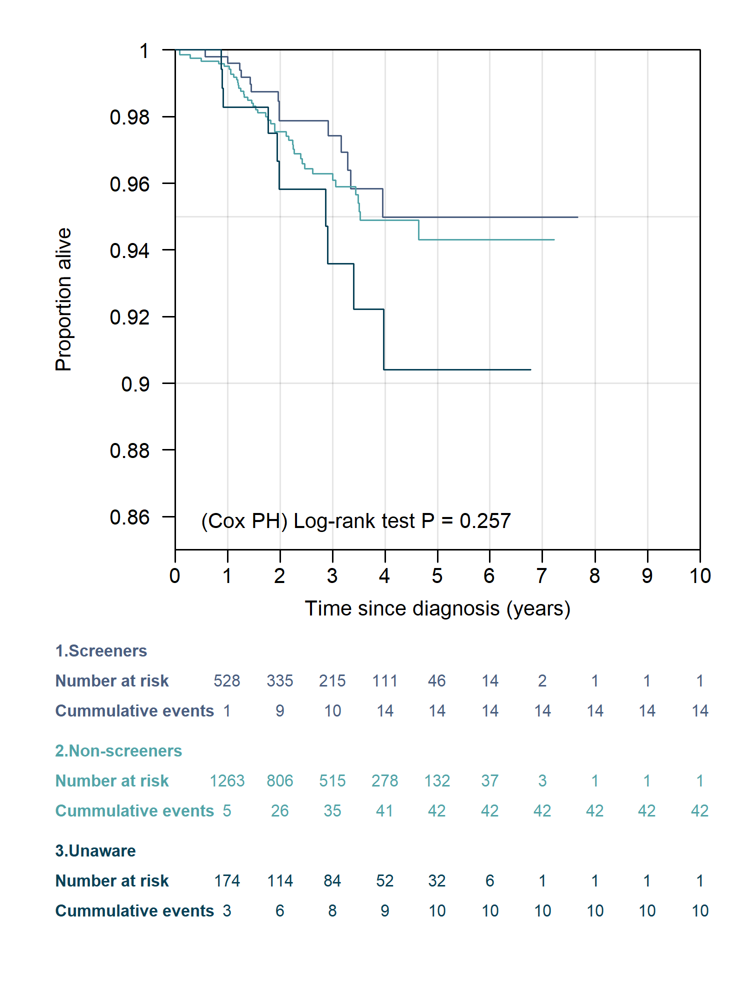 1
0.98
0.96
0.94
0.92
0.9
0.88
0.86
Proportion alive
(Cox PH) Log-rank test P = 0.257
0 1 2 3 4 5 6 7 8 9 10
Time since diagnosis (years)
1.Screeners
Number at risk 528 335 215 111 46 14 2 1 1 1
Cummulative events 1 9 10 14 14 14 14 14 14 14
2.Non-screeners
Number at risk 1263 806 515 278 132 37 3 1 1 1
Cummulative events 5 26 35 41 42 42 42 42 42 42
3.Unaware
Number at risk 174 114 84 52 32 6 1 1 1 1
Cummulative events 3 6 8 9 10 10 10 10 10 10